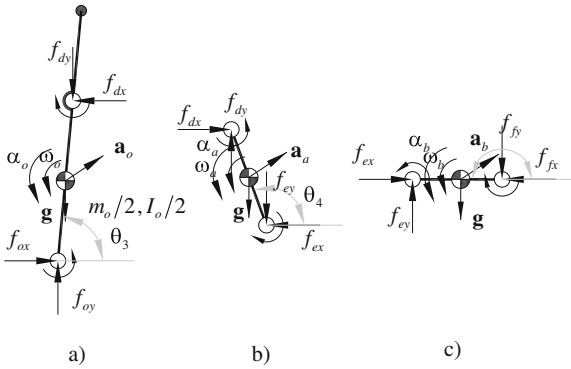 f_dy
f_dx
α_o ω_o a_o
g m_o/2, I_o/2
θ_3
f_ox
f_oy
a)
f_dx f_dy
α_a
ω_a a_a
f_ey
g θ_4
f_ex
b)
α_b a_b f_fy
f_ex ω_b f_fx
f_ey g
c)